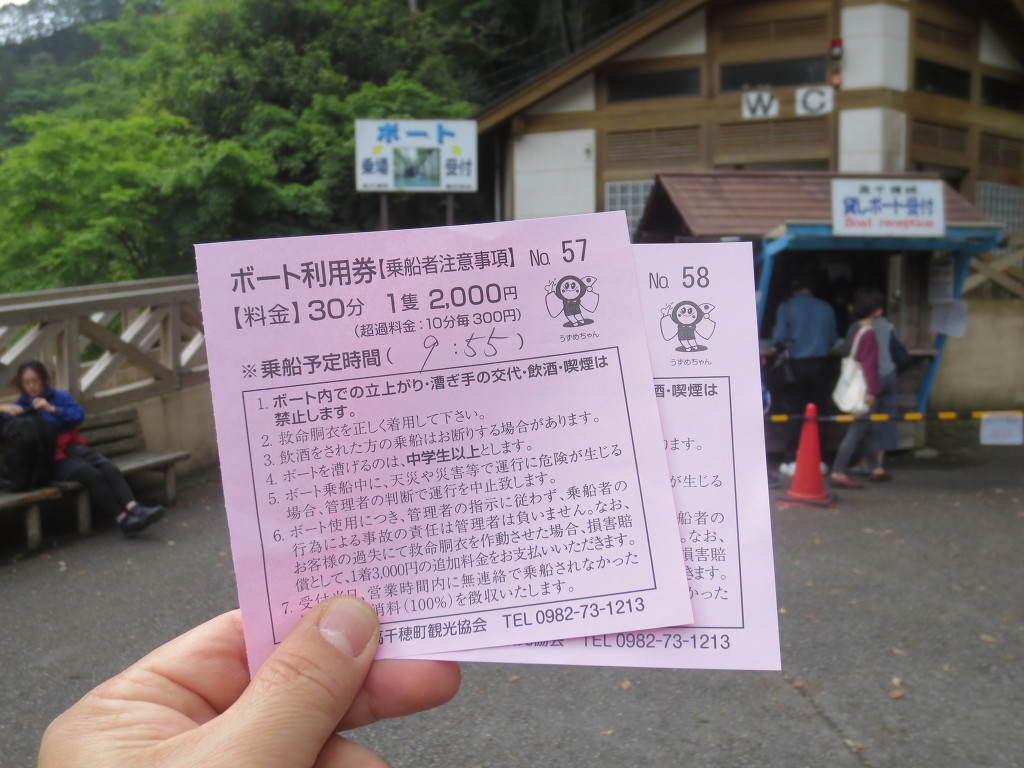 ボート
乗場 受付
W C
高千穂峡
貸しボート受付
Boat reception
ボート利用券【乗船者注意事項】 No. 57
【料金】30分 1隻 2,000円
(超過料金:10分毎300円)
うずめちゃん
※乗船予定時間( 9:55 )
1. ボート内での立上がり・漕ぎ手の交代・飲酒・喫煙は
禁止します。
2. 救命胴衣を正しく着用して下さい。
3. 飲酒をされた方の乗船はお断りする場合があります。
4. ボートを漕げるのは、中学生以上とします。
5. ボート乗船中に、天災や災害等で運行に危険が生じる
場合、管理者の判断で運行を中止致します。
6. ボート使用につき、管理者の指示に従わず、乗船者の
行為による事故の責任は管理者は負いません。なお、
お客様の過失にて救命胴衣を作動させた場合、損害賠
償として、1着3,000円の追加料金をお支払いいただきます。
7. 受付当日、営業時間内に無連絡で乗船されなかった
消料(100%)を徴収いたします。
高千穂町観光協会 TEL 0982-73-1213
No. 58
うずめちゃん
酒・喫煙は
ります。
が生じる
船者の
。なお、
損害賠
きます。
かった
協会 TEL 0982-73-1213